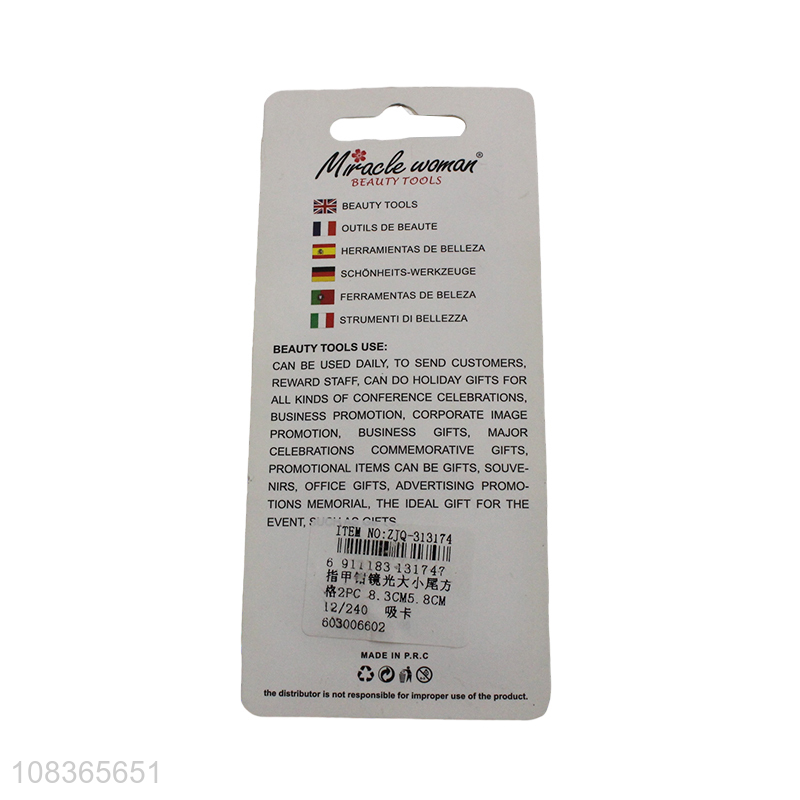 Miracle woman®
BEAUTY TOOLS
BEAUTY TOOLS
OUTILS DE BEAUTE
HERRAMIENTAS DE BELLEZA
SCHÖNHEITS-WERKZEUGE
FERRAMENTAS DE BELEZA
STRUMENTI DI BELLEZZA
BEAUTY TOOLS USE:
CAN BE USED DAILY, TO SEND CUSTOMERS,
REWARD STAFF, CAN DO HOLIDAY GIFTS FOR
ALL KINDS OF CONFERENCE CELEBRATIONS,
BUSINESS PROMOTION, CORPORATE IMAGE
PROMOTION, BUSINESS GIFTS, MAJOR
CELEBRATIONS COMMEMORATIVE GIFTS,
PROMOTIONAL ITEMS CAN BE GIFTS, SOUVE-
NIRS, OFFICE GIFTS, ADVERTISING PROMO-
TIONS MEMORIAL, THE IDEAL GIFT FOR THE
EVENT, SUCH AS GIFTS
ITEM NO:ZJQ-313174
6 911183 131747
指甲钳镜光大小尾方
格2PC 8.3CM5.8CM
12/240 吸卡
603006602
MADE IN P.R.C
the distributor is not responsible for improper use of the product.
108365651